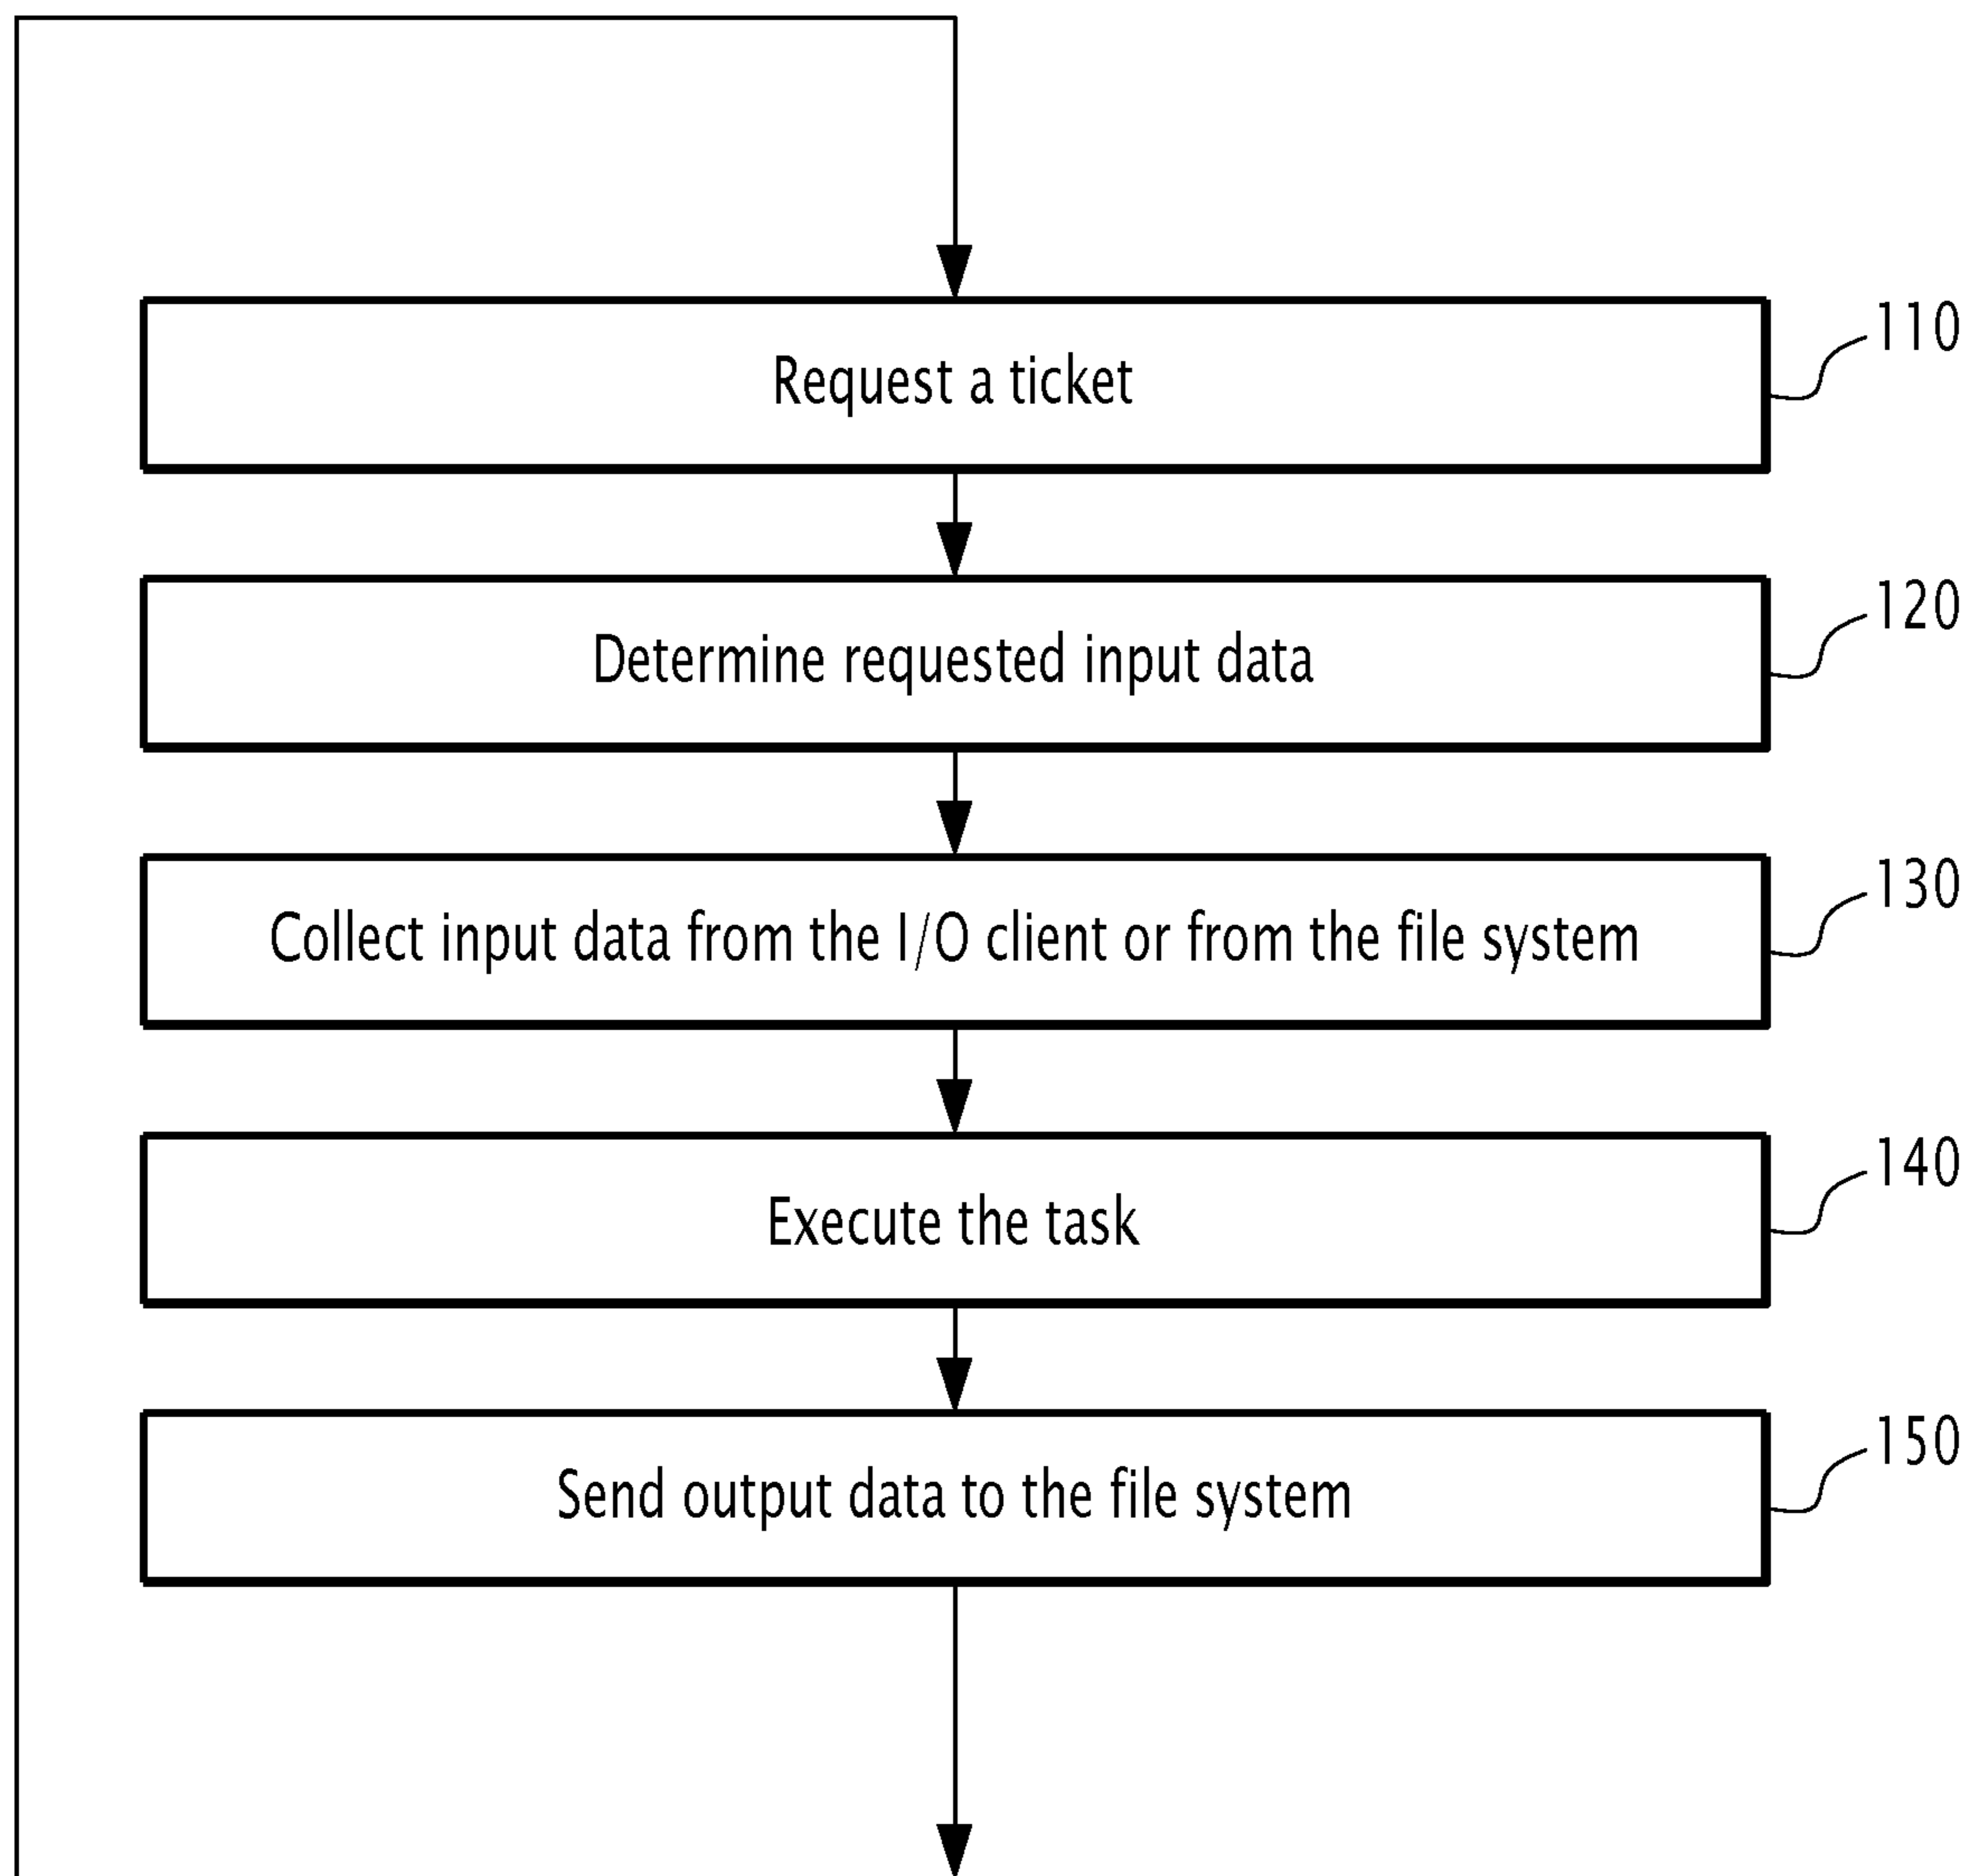 110
Request a ticket
120
Determine requested input data
130
Collect input data from the I/O client or from the file system
140
Execute the task
150
Send output data to the file system